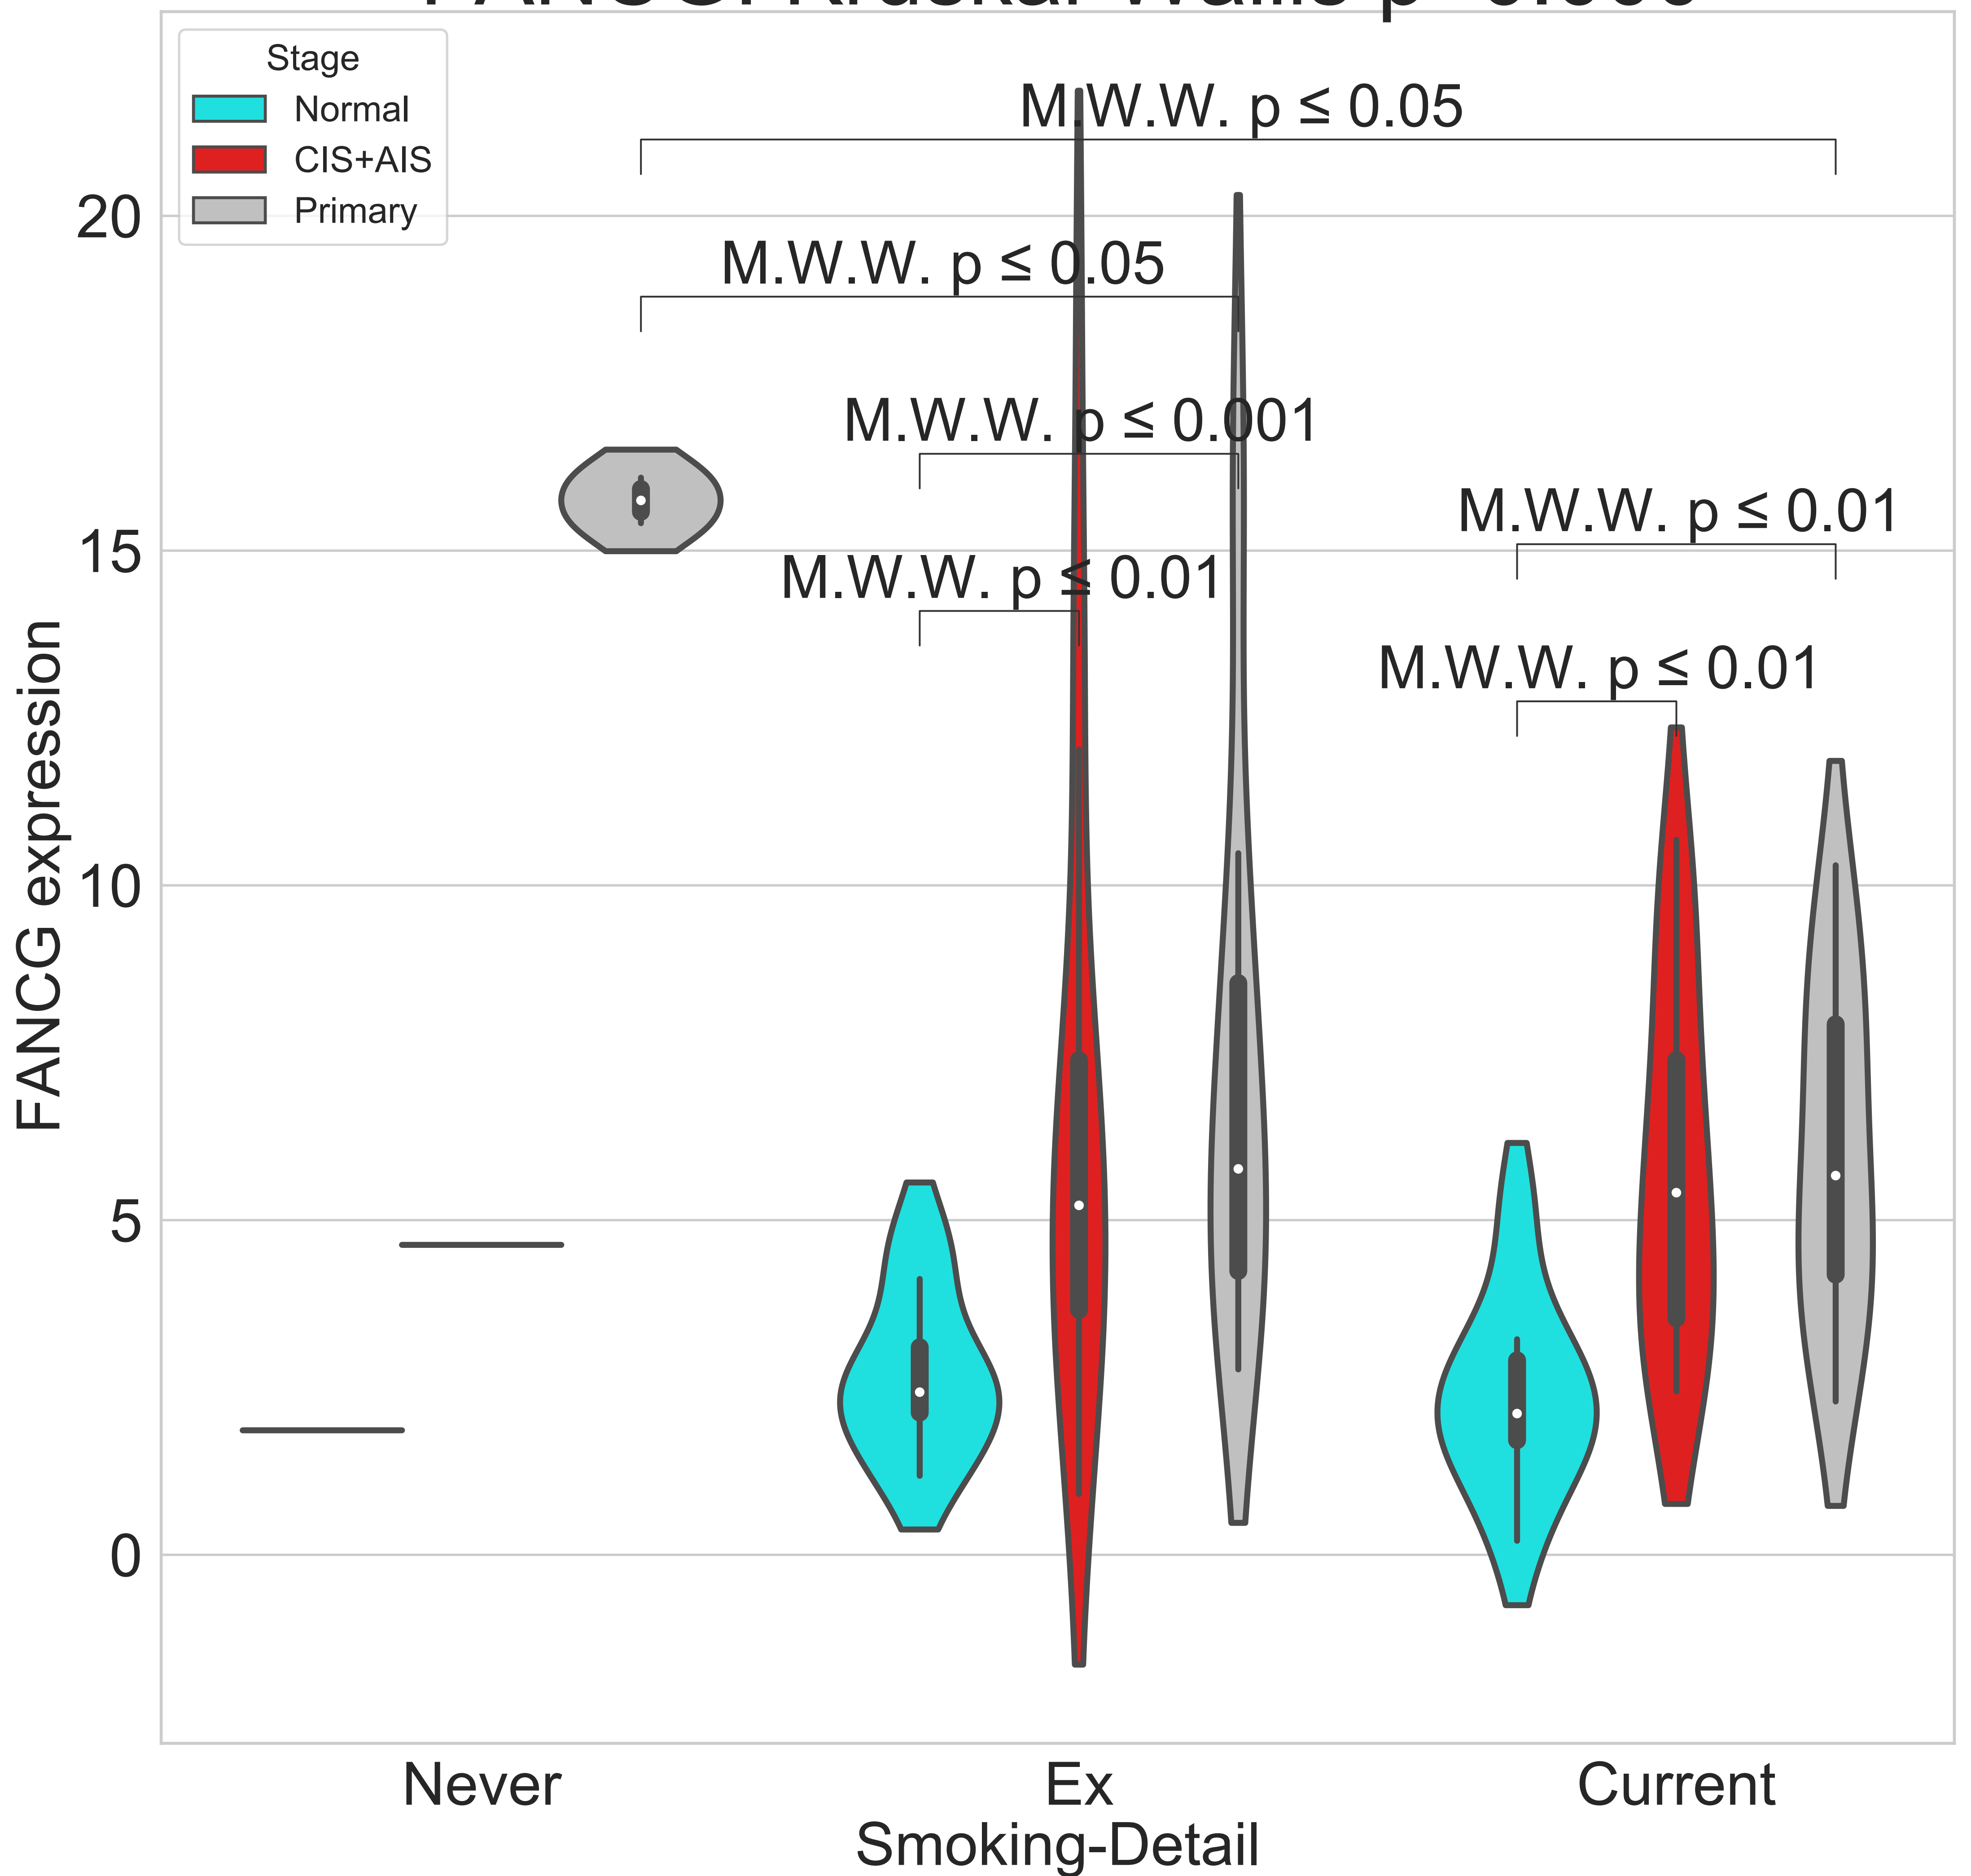 Stage
Normal
CIS+AIS
Primary
M.W.W. p ≤ 0.05
M.W.W. p ≤ 0.05
M.W.W. p ≤ 0.001
M.W.W. p ≤ 0.01
M.W.W. p ≤ 0.01
M.W.W. p ≤ 0.01
FANCG expression
20
15
10
5
0
Never
Ex
Current
Smoking-Detail